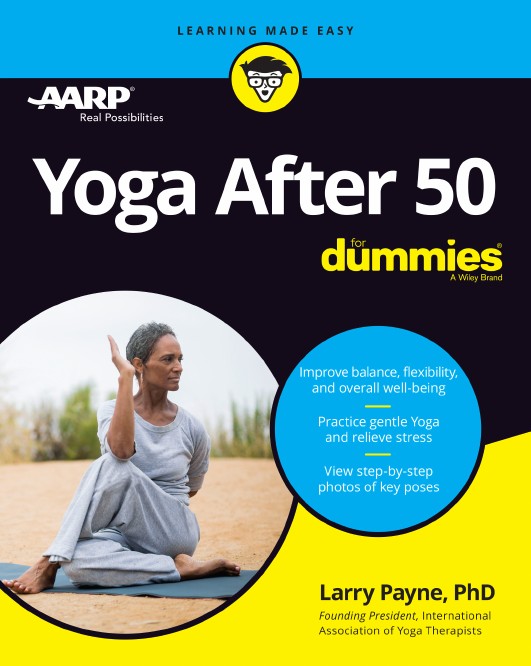 LEARNING MADE EASY
AARP®
Real Possibilities
Yoga After 50
for
dummies®
A Wiley Brand
Improve balance, flexibility,
and overall well-being
Practice gentle Yoga
and relieve stress
View step-by-step
photos of key poses
Larry Payne, PhD
Founding President, International
Association of Yoga Therapists